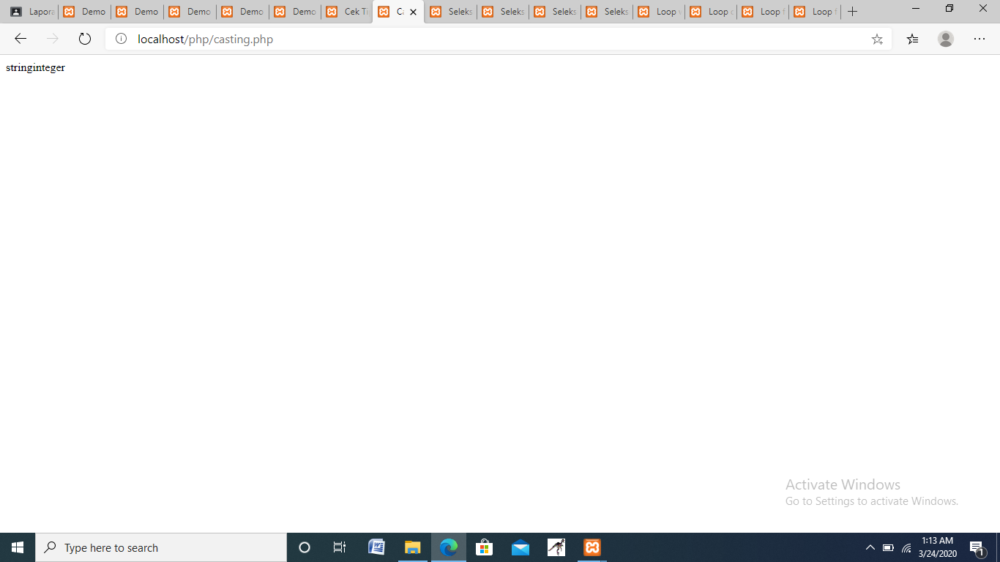 Lapora
Demo
Demo
Demo
Demo
Demo
Cek Ti
Ca
Seleks
Seleks
Seleks
Seleks
Loop
Loop
Loop f
Loop f
localhost/php/casting.php
stringinteger
Activate Windows
Go to Settings to activate Windows.
Type here to search
1:13 AM
3/24/2020
1